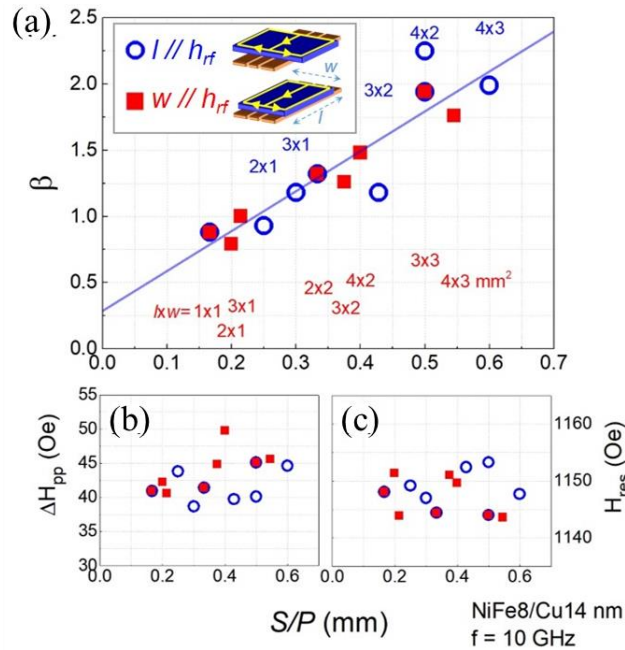 (a)
2.5
2.0
1.5
1.0
0.5
0.0
β
l // h_rf
w // h_rf
w
l
4x2
4x3
3x2
3x1
2x1
3x3
4x3 mm²
2x2
4x2
3x2
lxw= 1x1
3x1
2x1
0.0 0.1 0.2 0.3 0.4 0.5 0.6 0.7
(b)
55
50
45
40
35
30
ΔH_pp (Oe)
0.0 0.2 0.4 0.6
(c)
1160
1150
1140
H_res (Oe)
0.0 0.2 0.4 0.6
S/P (mm)
NiFe8/Cu14 nm
f = 10 GHz